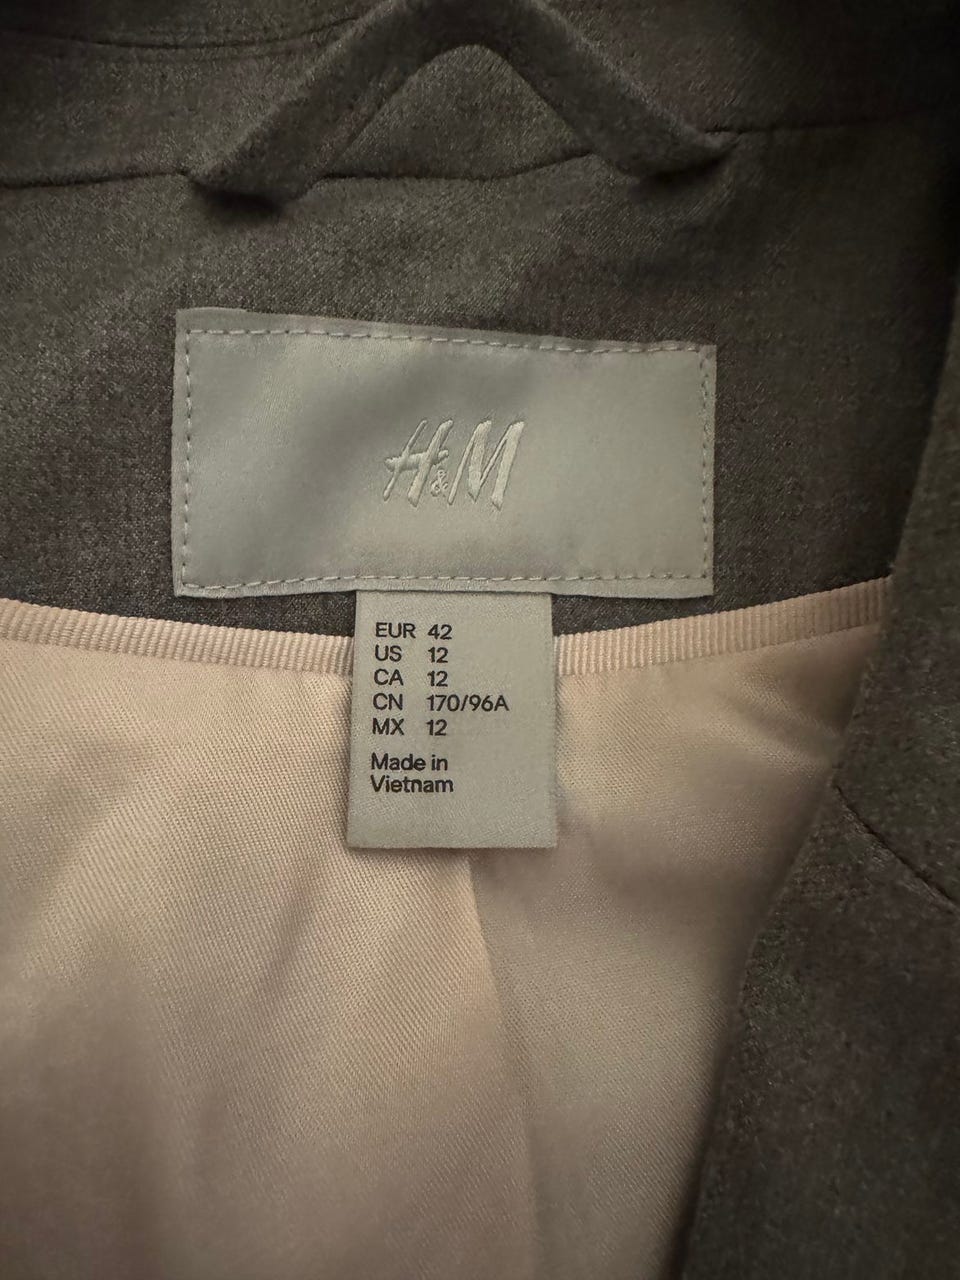 H&M
EUR 42
US 12
CA 12
CN 170/96A
MX 12
Made in
Vietnam